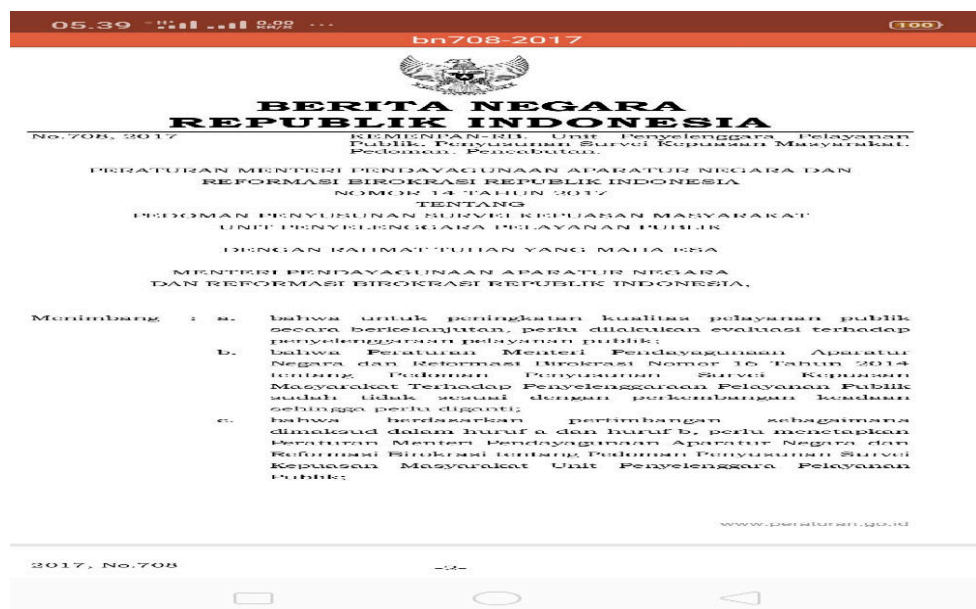 05.39
0,00
KB/S
...
100
bn708-2017
BERITA NEGARA
REPUBLIK INDONESIA
No.708, 2017
KEMENPAN-RB. Unit Penyelenggara Pelayanan
Publik. Penyusunan Survei Kepuasan Masyarakat.
Pedoman. Pencabutan.
PERATURAN MENTERI PENDAYAGUNAAN APARATUR NEGARA DAN
REFORMASI BIROKRASI REPUBLIK INDONESIA
NOMOR 14 TAHUN 2017
TENTANG
PEDOMAN PENYUSUNAN SURVEI KEPUASAN MASYARAKAT
UNIT PENYELENGGARA PELAYANAN PUBLIK
DENGAN RAHMAT TUHAN YANG MAHA ESA
MENTERI PENDAYAGUNAAN APARATUR NEGARA
DAN REFORMASI BIROKRASI REPUBLIK INDONESIA,
Menimbang : a. bahwa untuk peningkatan kualitas pelayanan publik
secara berkelanjutan, perlu dilakukan evaluasi terhadap
penyelenggaraan pelayanan publik;
b. bahwa Peraturan Menteri Pendayagunaan Aparatur
Negara dan Reformasi Birokrasi Nomor 16 Tahun 2014
tentang Pedoman Penyusunan Survei Kepuasan
Masyarakat Terhadap Penyelenggaraan Pelayanan Publik
sudah tidak sesuai dengan perkembangan keadaan
sehingga perlu diganti;
c. bahwa berdasarkan pertimbangan sebagaimana
dimaksud dalam huruf a dan huruf b, perlu menetapkan
Peraturan Menteri Pendayagunaan Aparatur Negara dan
Reformasi Birokrasi tentang Pedoman Penyusunan Survei
Kepuasan Masyarakat Unit Penyelenggara Pelayanan
Publik;
www.peraturan.go.id
2017, No.708
-2-